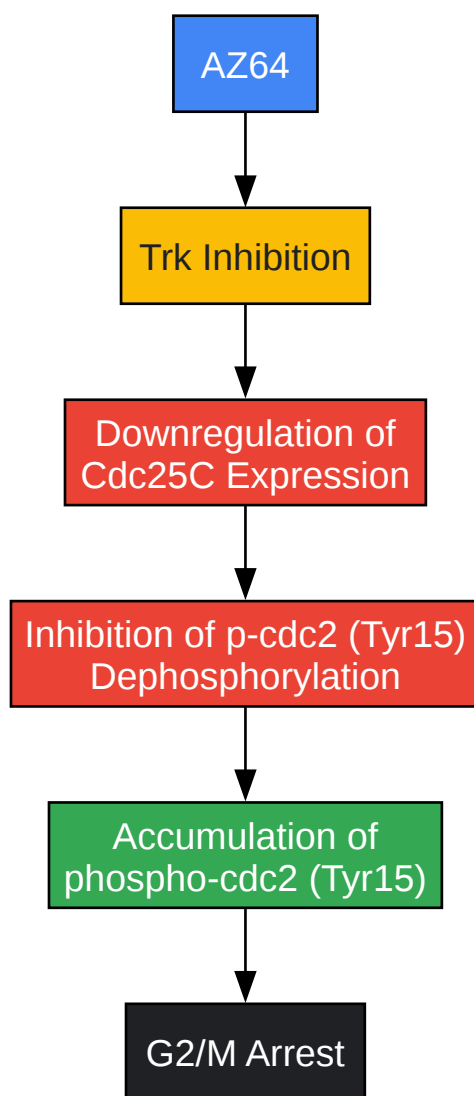 AZ64
Trk Inhibition
Downregulation of
Cdc25C Expression
Inhibition of p-cdc2 (Tyr15)
Dephosphorylation
Accumulation of
phospho-cdc2 (Tyr15)
G2/M Arrest